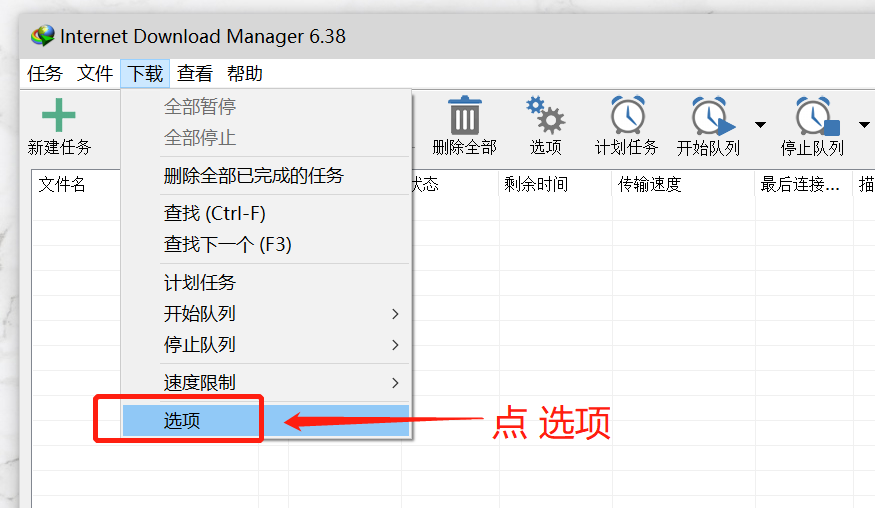 Internet Download Manager 6.38
任务 文件 下载 查看 帮助
全部暂停
全部停止
删除全部已完成的任务
查找 (Ctrl-F)
查找下一个 (F3)
计划任务
开始队列
停止队列
速度限制
选项
新建任务 删除全部 选项 计划任务 开始队列 停止队列
文件名 状态 剩余时间 传输速度 最后连接... 描
点 选项